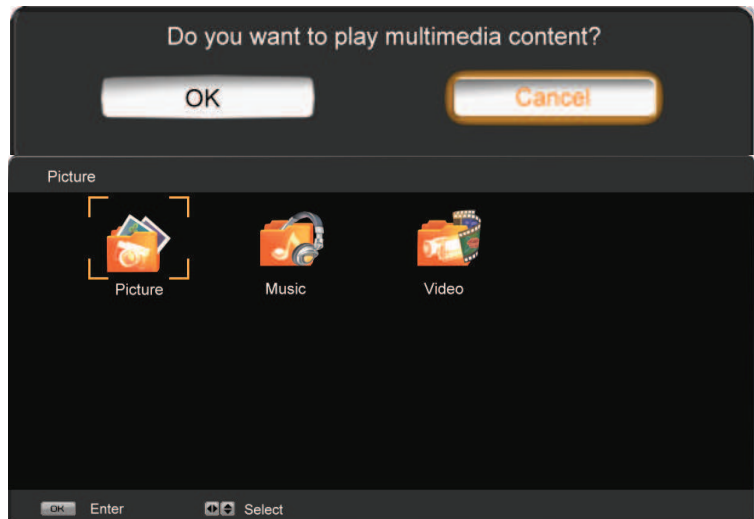 Do you want to play multimedia content?
OK Cancel
Picture
Picture Music Video
OK Enter Select